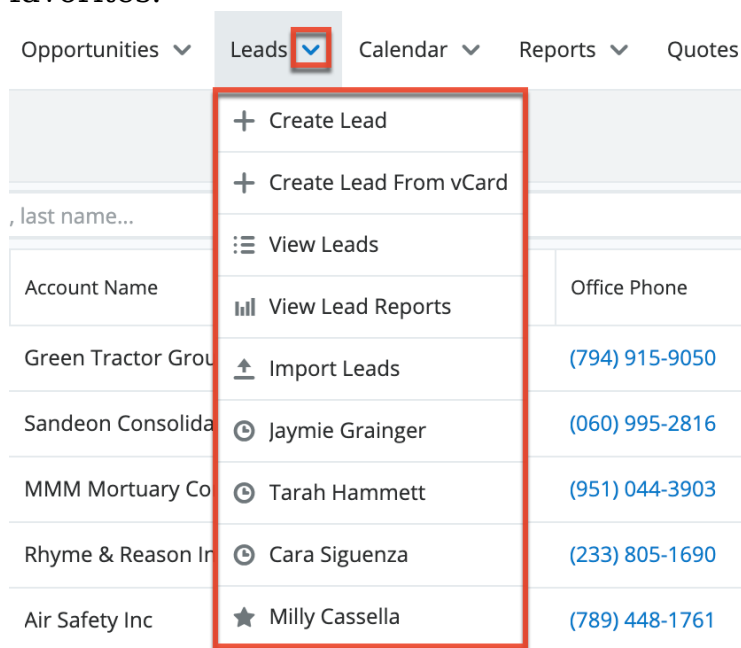 favorites.
Opportunities Leads Calendar Reports Quotes
Create Lead
Create Lead From vCard
, last name...
View Leads
Account Name
Office Phone
View Lead Reports
Green Tractor Grou
(794) 915-9050
Import Leads
Sandeon Consolida
(060) 995-2816
Jaymie Grainger
MMM Mortuary Co
(951) 044-3903
Tarah Hammett
Rhyme & Reason In
(233) 805-1690
Cara Siguenza
Air Safety Inc
(789) 448-1761
Milly Cassella